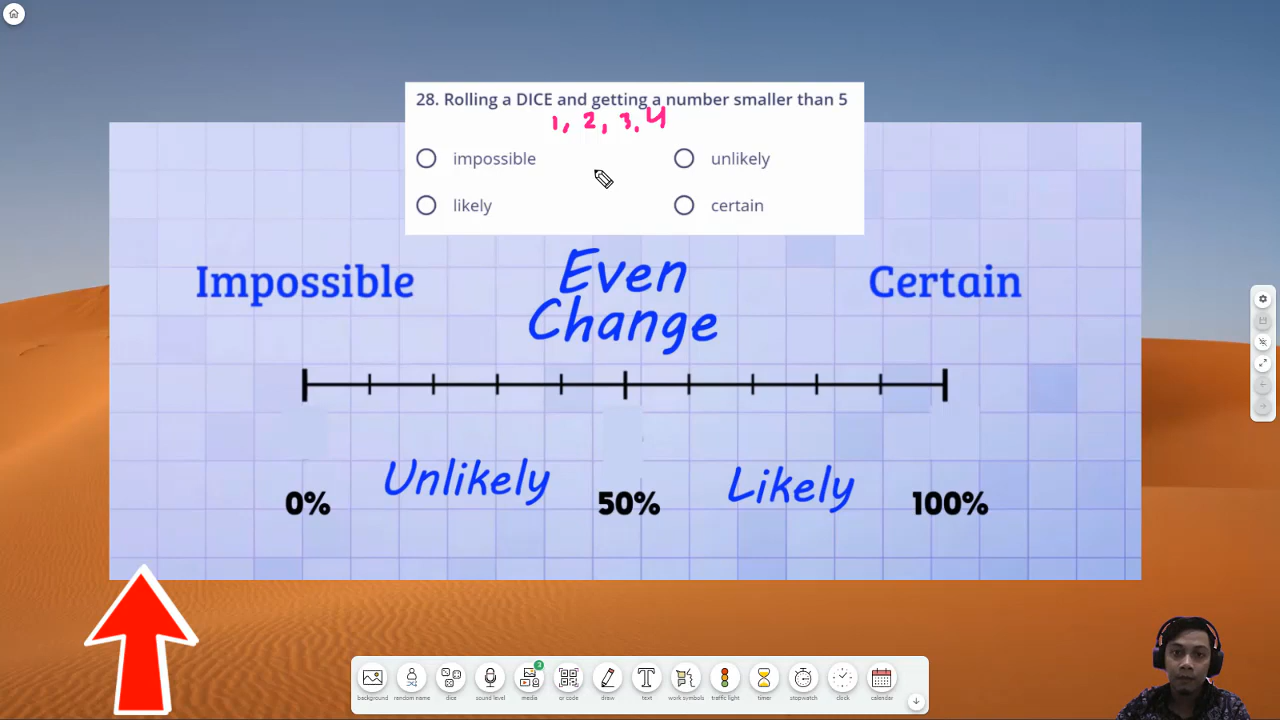 28. Rolling a DICE and getting a number smaller than 5
1, 2, 3, 4
impossible
unlikely
likely
certain
Impossible
Even
Change
Certain
Unlikely
Likely
0%
50%
100%
background
random name
dice
sound level
media
3
qr code
draw
text
work symbols
traffic light
timer
stopwatch
clock
calendar